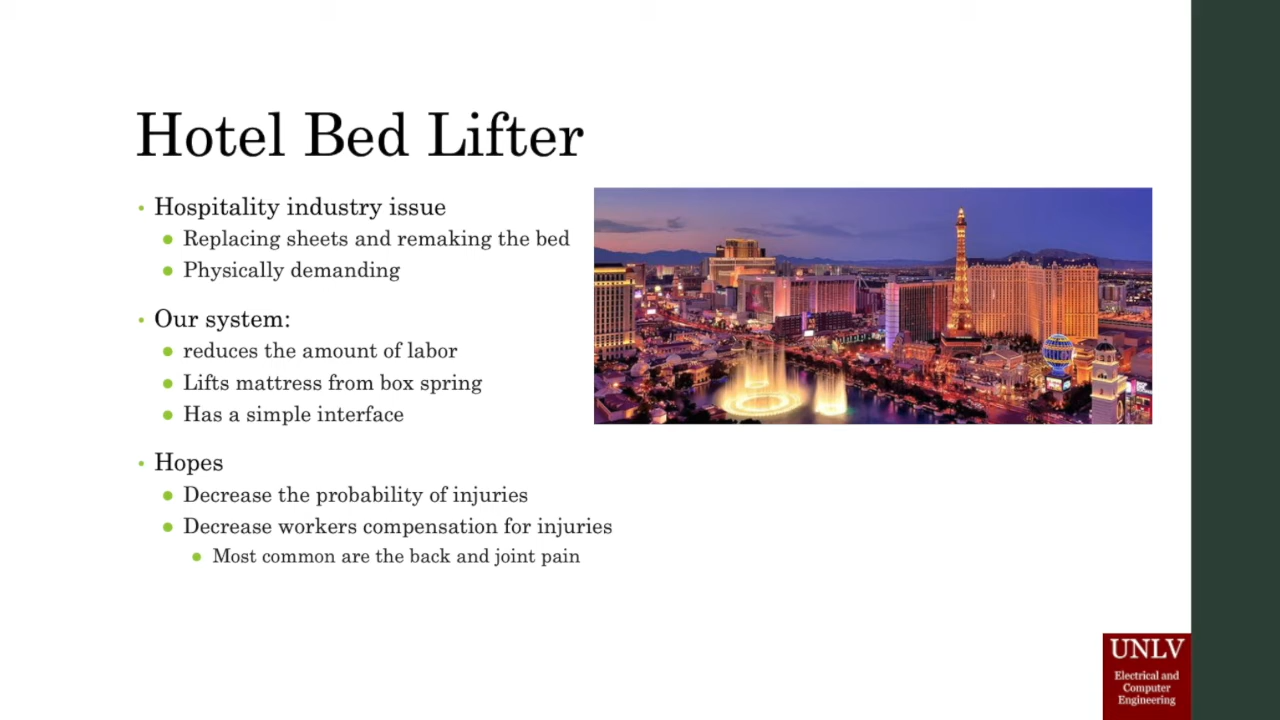 Hotel Bed Lifter
• Hospitality industry issue
● Replacing sheets and remaking the bed
● Physically demanding
• Our system:
● reduces the amount of labor
● Lifts mattress from box spring
● Has a simple interface
• Hopes
● Decrease the probability of injuries
● Decrease workers compensation for injuries
● Most common are the back and joint pain
UNLV
Electrical and
Computer
Engineering